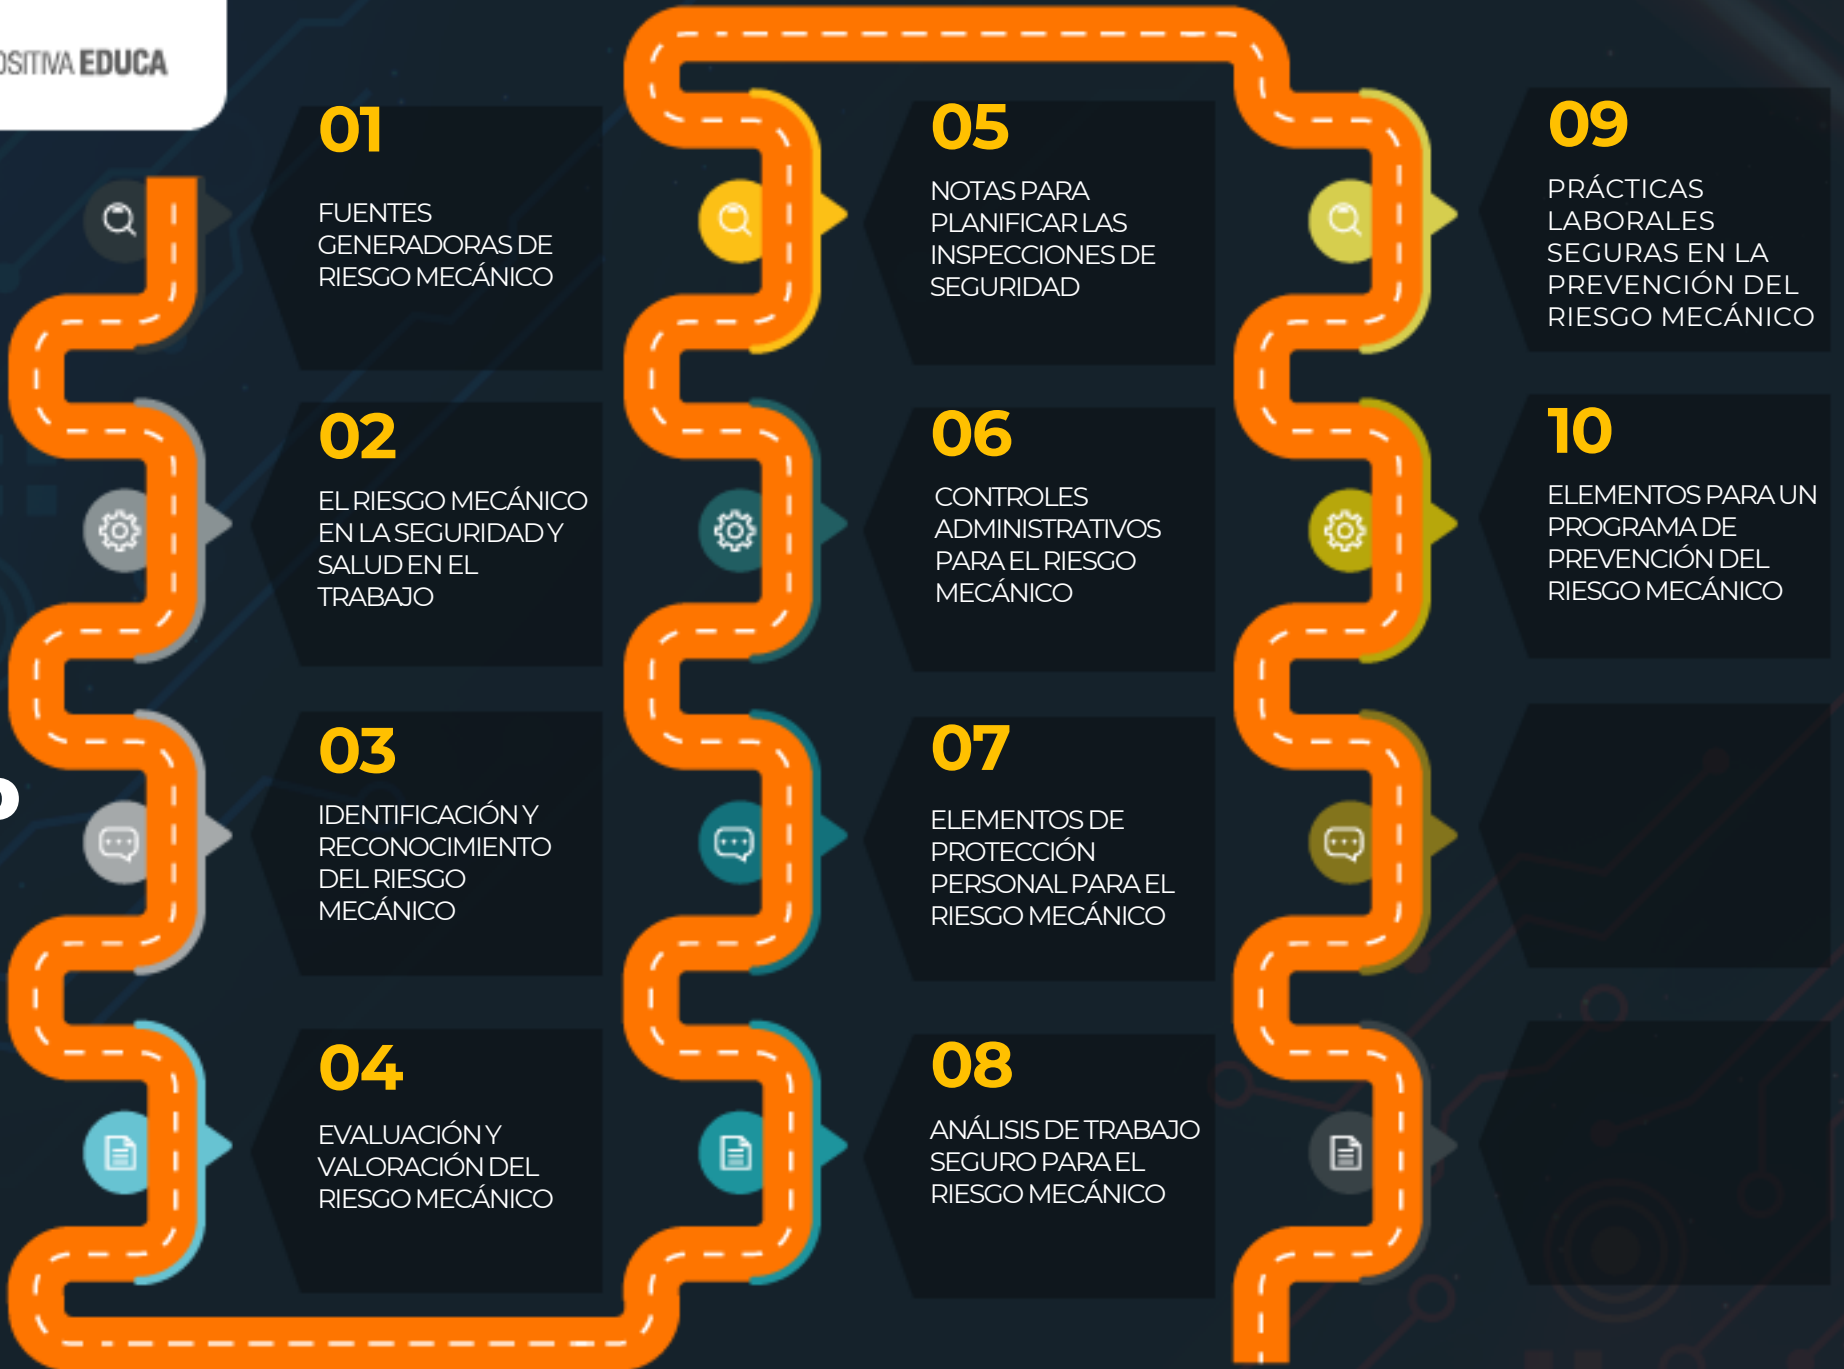 EDUCA
01
FUENTES
GENERADORAS DE
RIESGO MECÁNICO
02
EL RIESGO MECÁNICO
EN LA SEGURIDAD Y
SALUD EN EL
TRABAJO
03
IDENTIFICACIÓN Y
RECONOCIMIENTO
DEL RIESGO
MECÁNICO
04
EVALUACIÓN Y
VALORACIÓN DEL
RIESGO MECÁNICO
05
NOTAS PARA
PLANIFICAR LAS
INSPECCIONES DE
SEGURIDAD
06
CONTROLES
ADMINISTRATIVOS
PARA EL RIESGO
MECÁNICO
07
ELEMENTOS DE
PROTECCIÓN
PERSONAL PARA EL
RIESGO MECÁNICO
08
ANÁLISIS DE TRABAJO
SEGURO PARA EL
RIESGO MECÁNICO
09
PRÁCTICAS
LABORALES
SEGURAS EN LA
PREVENCIÓN DEL
RIESGO MECÁNICO
10
ELEMENTOS PARA UN
PROGRAMA DE
PREVENCIÓN DEL
RIESGO MECÁNICO